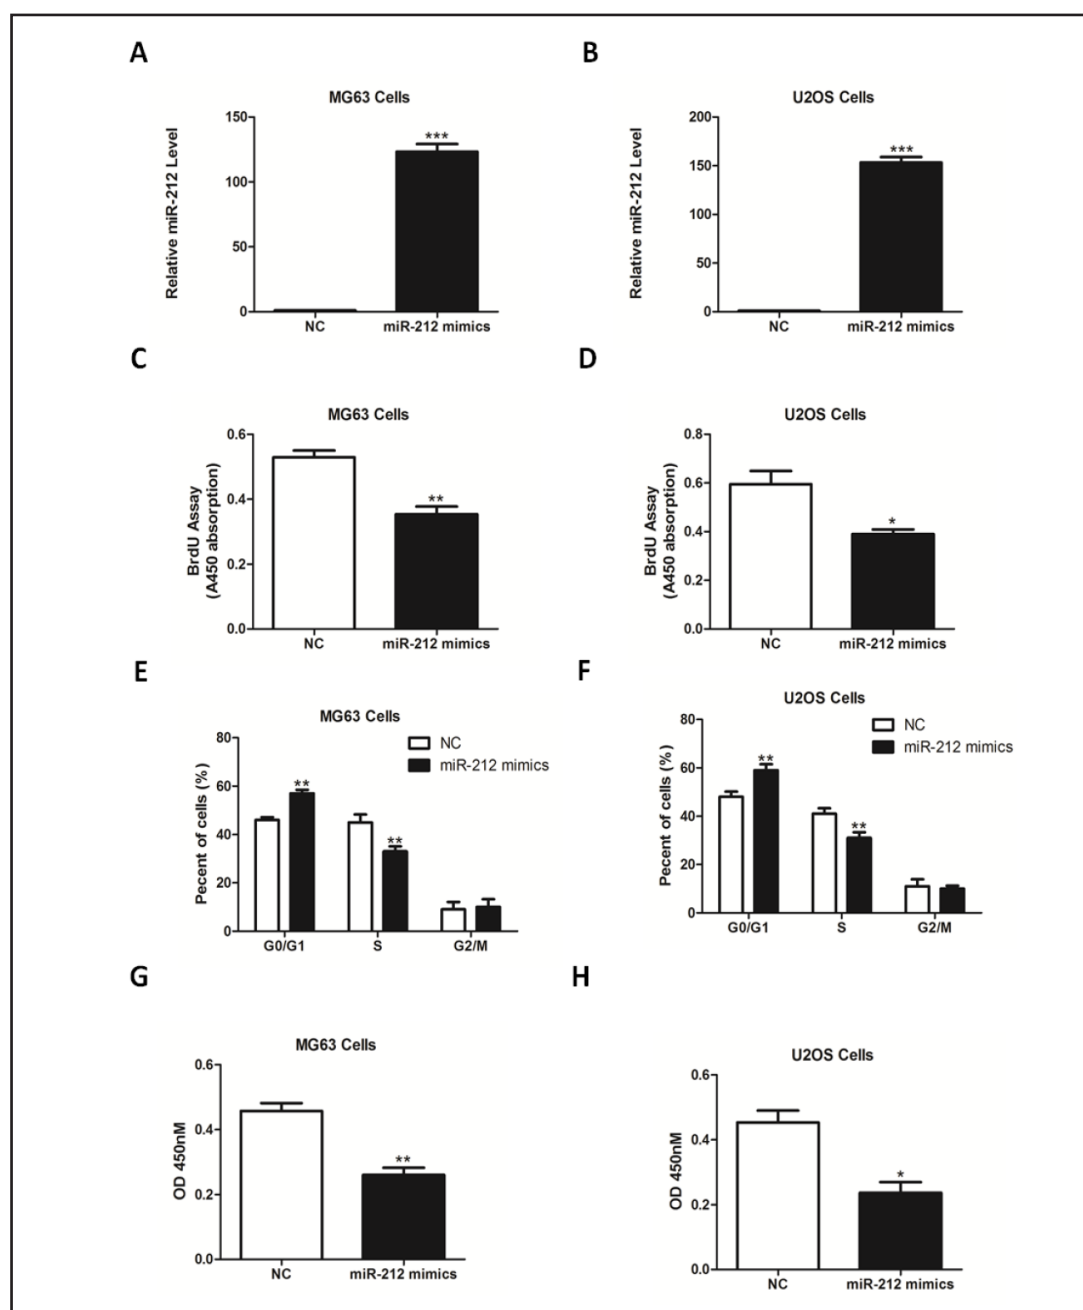 A
MG63 Cells
Relative miR-212 Level
150
100
50
0
***
NC
miR-212 mimics
B
U2OS Cells
Relative miR-212 Level
200
150
100
50
0
***
NC
miR-212 mimics
C
MG63 Cells
BrdU Assay
(A450 absorption)
0.6
0.4
0.2
0.0
**
NC
miR-212 mimics
D
U2OS Cells
BrdU Assay
(A450 absorption)
0.8
0.6
0.4
0.2
0.0
*
NC
miR-212 mimics
E
MG63 Cells
NC
miR-212 mimics
Pecent of cells (%)
80
60
40
20
0
**
**
G0/G1
S
G2/M
F
U2OS Cells
NC
miR-212 mimics
Pecent of cells (%)
80
60
40
20
0
**
**
G0/G1
S
G2/M
G
MG63 Cells
OD 450nM
0.6
0.4
0.2
0.0
**
NC
miR-212 mimics
H
U2OS Cells
OD 450nM
0.6
0.4
0.2
0.0
*
NC
miR-212 mimics